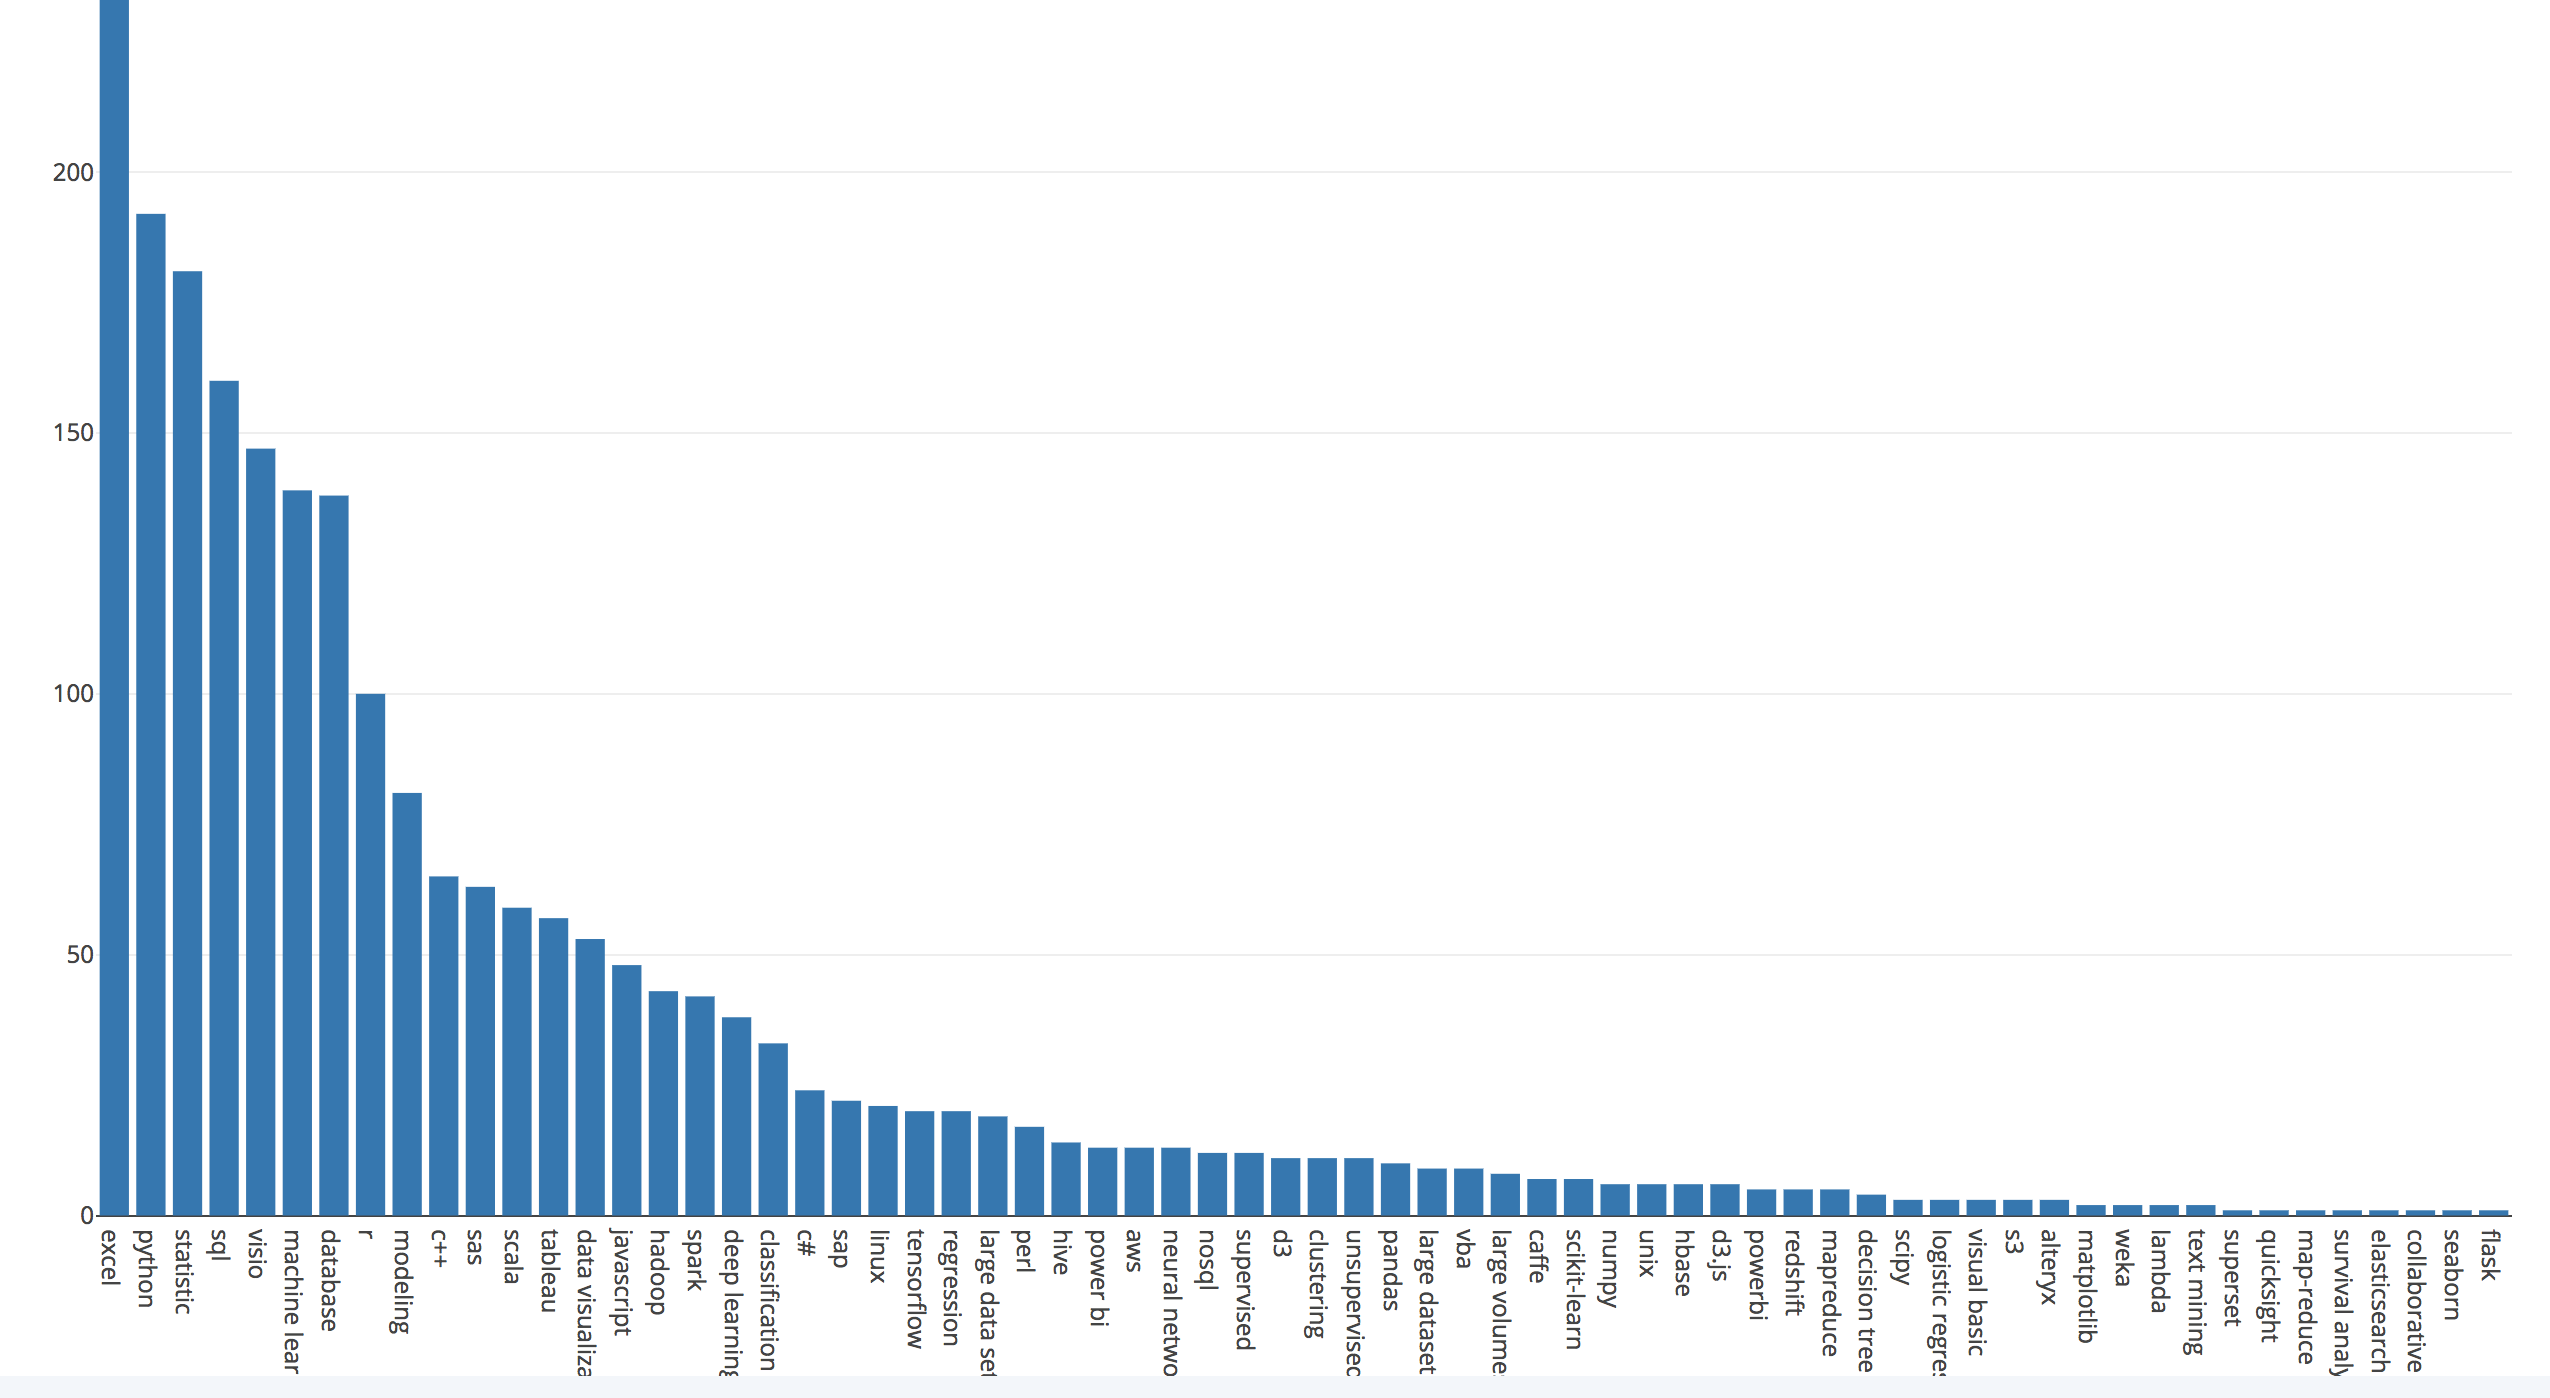 200
150
100
50
0
excel
python
statistic
sql
visio
machine lear
database
r
modeling
c++
sas
scala
tableau
data visualiza
javascript
hadoop
spark
deep learning
classification
c#
sap
linux
tensorflow
regression
large data set
perl
hive
power bi
aws
neural netwo
nosql
supervised
d3
clustering
unsupervised
pandas
large dataset
vba
large volume
caffe
scikit-learn
numpy
unix
hbase
d3.js
powerbi
redshift
mapreduce
decision tree
scipy
logistic regres
visual basic
s3
alteryx
matplotlib
weka
lambda
text mining
superset
quicksight
map-reduce
survival analy
elasticsearch
collaborative
seaborn
flask